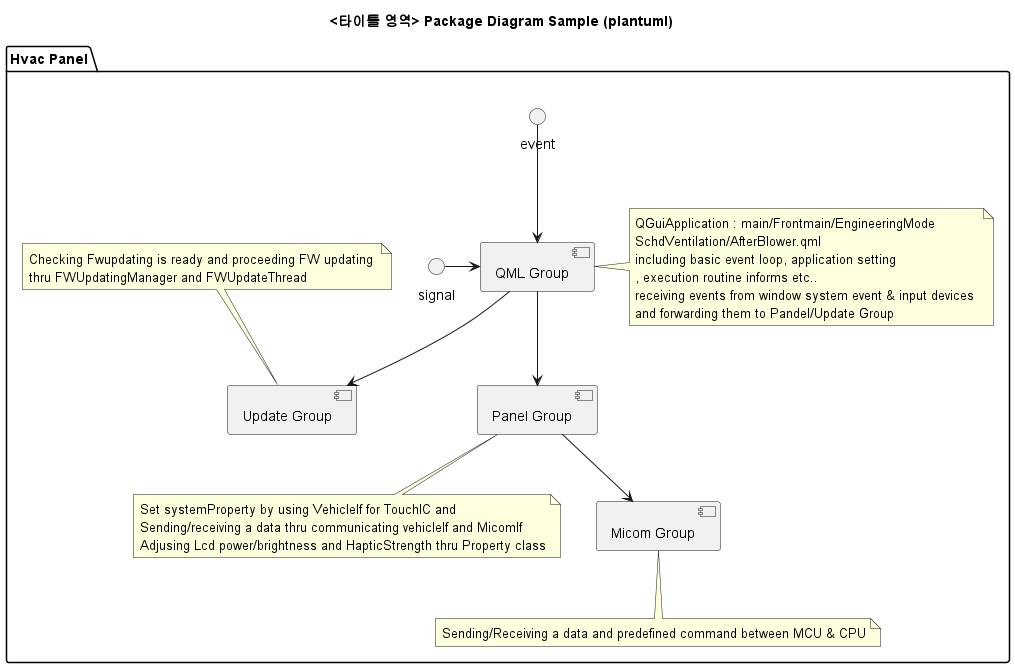 <타이틀 영역> Package Diagram Sample (plantuml)
Hvac Panel
event
QGuiApplication : main/Frontmain/EngineeringMode
SchdVentilation/AfterBlower.qml
including basic event loop, application setting
, execution routine informs etc..
receiving events from window system event & input devices
and forwarding them to Pandel/Update Group
Checking Fwupdating is ready and proceeding FW updating
thru FWUpdatingManager and FWUpdateThread
QML Group
signal
Update Group
Panel Group
Set systemProperty by using VehicleIf for TouchIC and
Sending/receiving a data thru communicating vehicleIf and MicomIf
Adjusing Lcd power/brightness and HapticStrength thru Property class
Micom Group
Sending/Receiving a data and predefined command between MCU & CPU